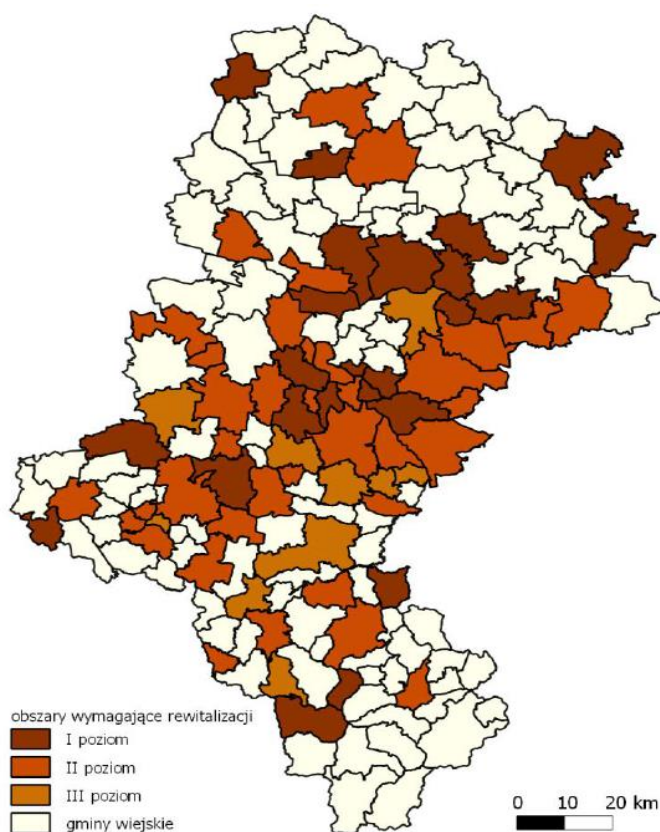 obszary wymagające rewitalizacji
I poziom
II poziom
III poziom
gminy wiejskie
0 10 20 km